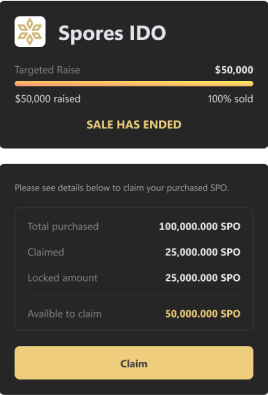 Spores IDO
Targeted Raise $50,000
$50,000 raised 100% sold
SALE HAS ENDED
Please see details below to claim your purchased SPO.
Total purchased 100,000.000 SPO
Claimed 25,000.000 SPO
Locked amount 25,000.000 SPO
Availble to claim 50,000.000 SPO
Claim